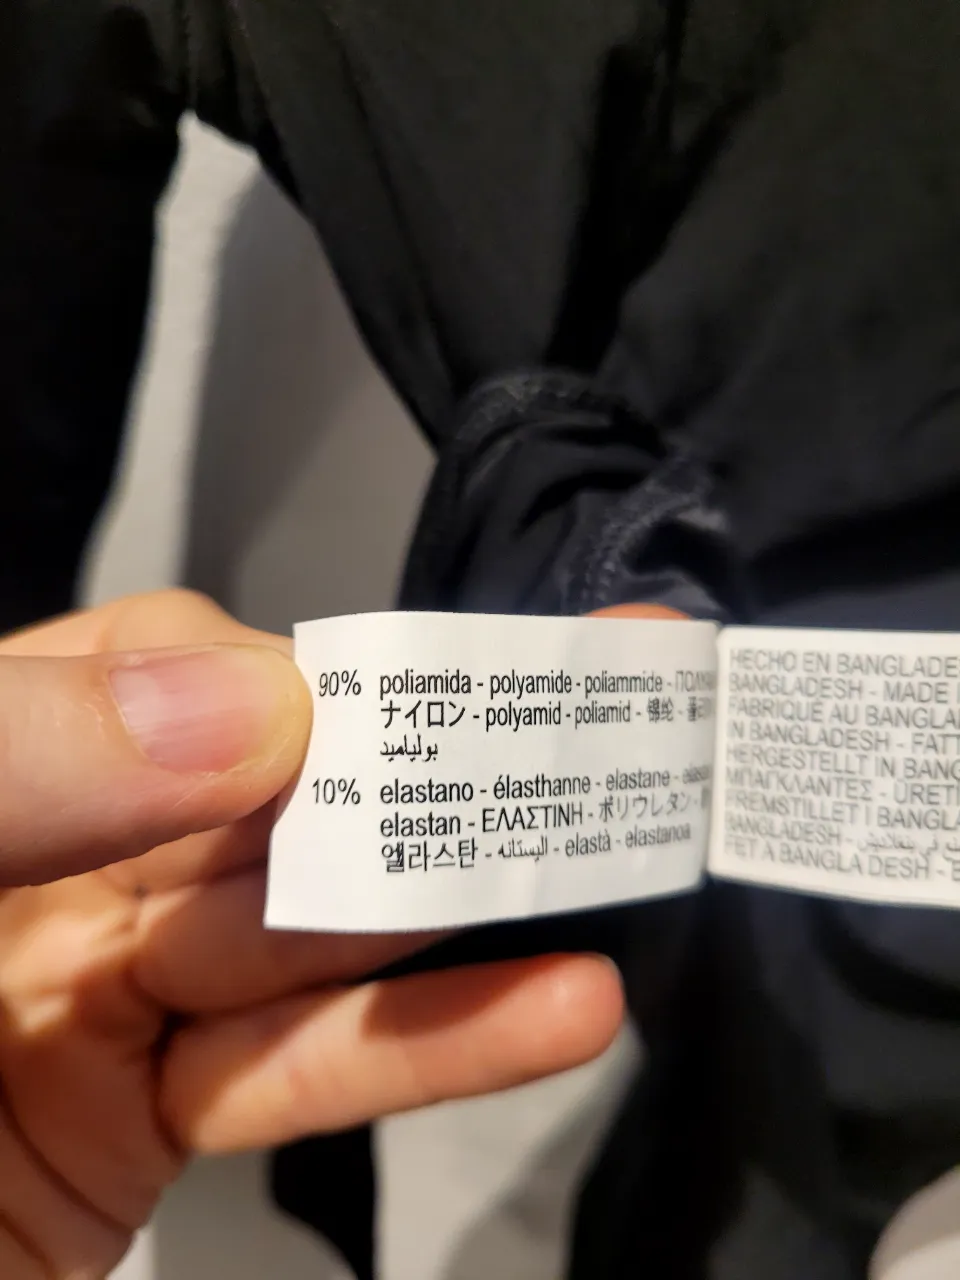 90% poliamida - polyamide - poliammide -
ナイロン - polyamid - poliamid - 锦纶 -
بولياميد
10% elastano - élasthanne - elastane -
elastan - ΕΛΑΣΤΙΝΗ - ポリウレタン -
엘라스탄 - اليستانه - elastà - elastanoa
HECHO EN BANGLADE
BANGLADESH - MADE I
FABRIQUÉ AU BANGLA
IN BANGLADESH - FATT
HERGESTELLT IN BANG
ΜΠΑΓΚΛΑΝΤΕΣ - ÜRETİ
FREMSTILLET I BANGLA
BANGLADESH -
FET A BANGLA DESH - E